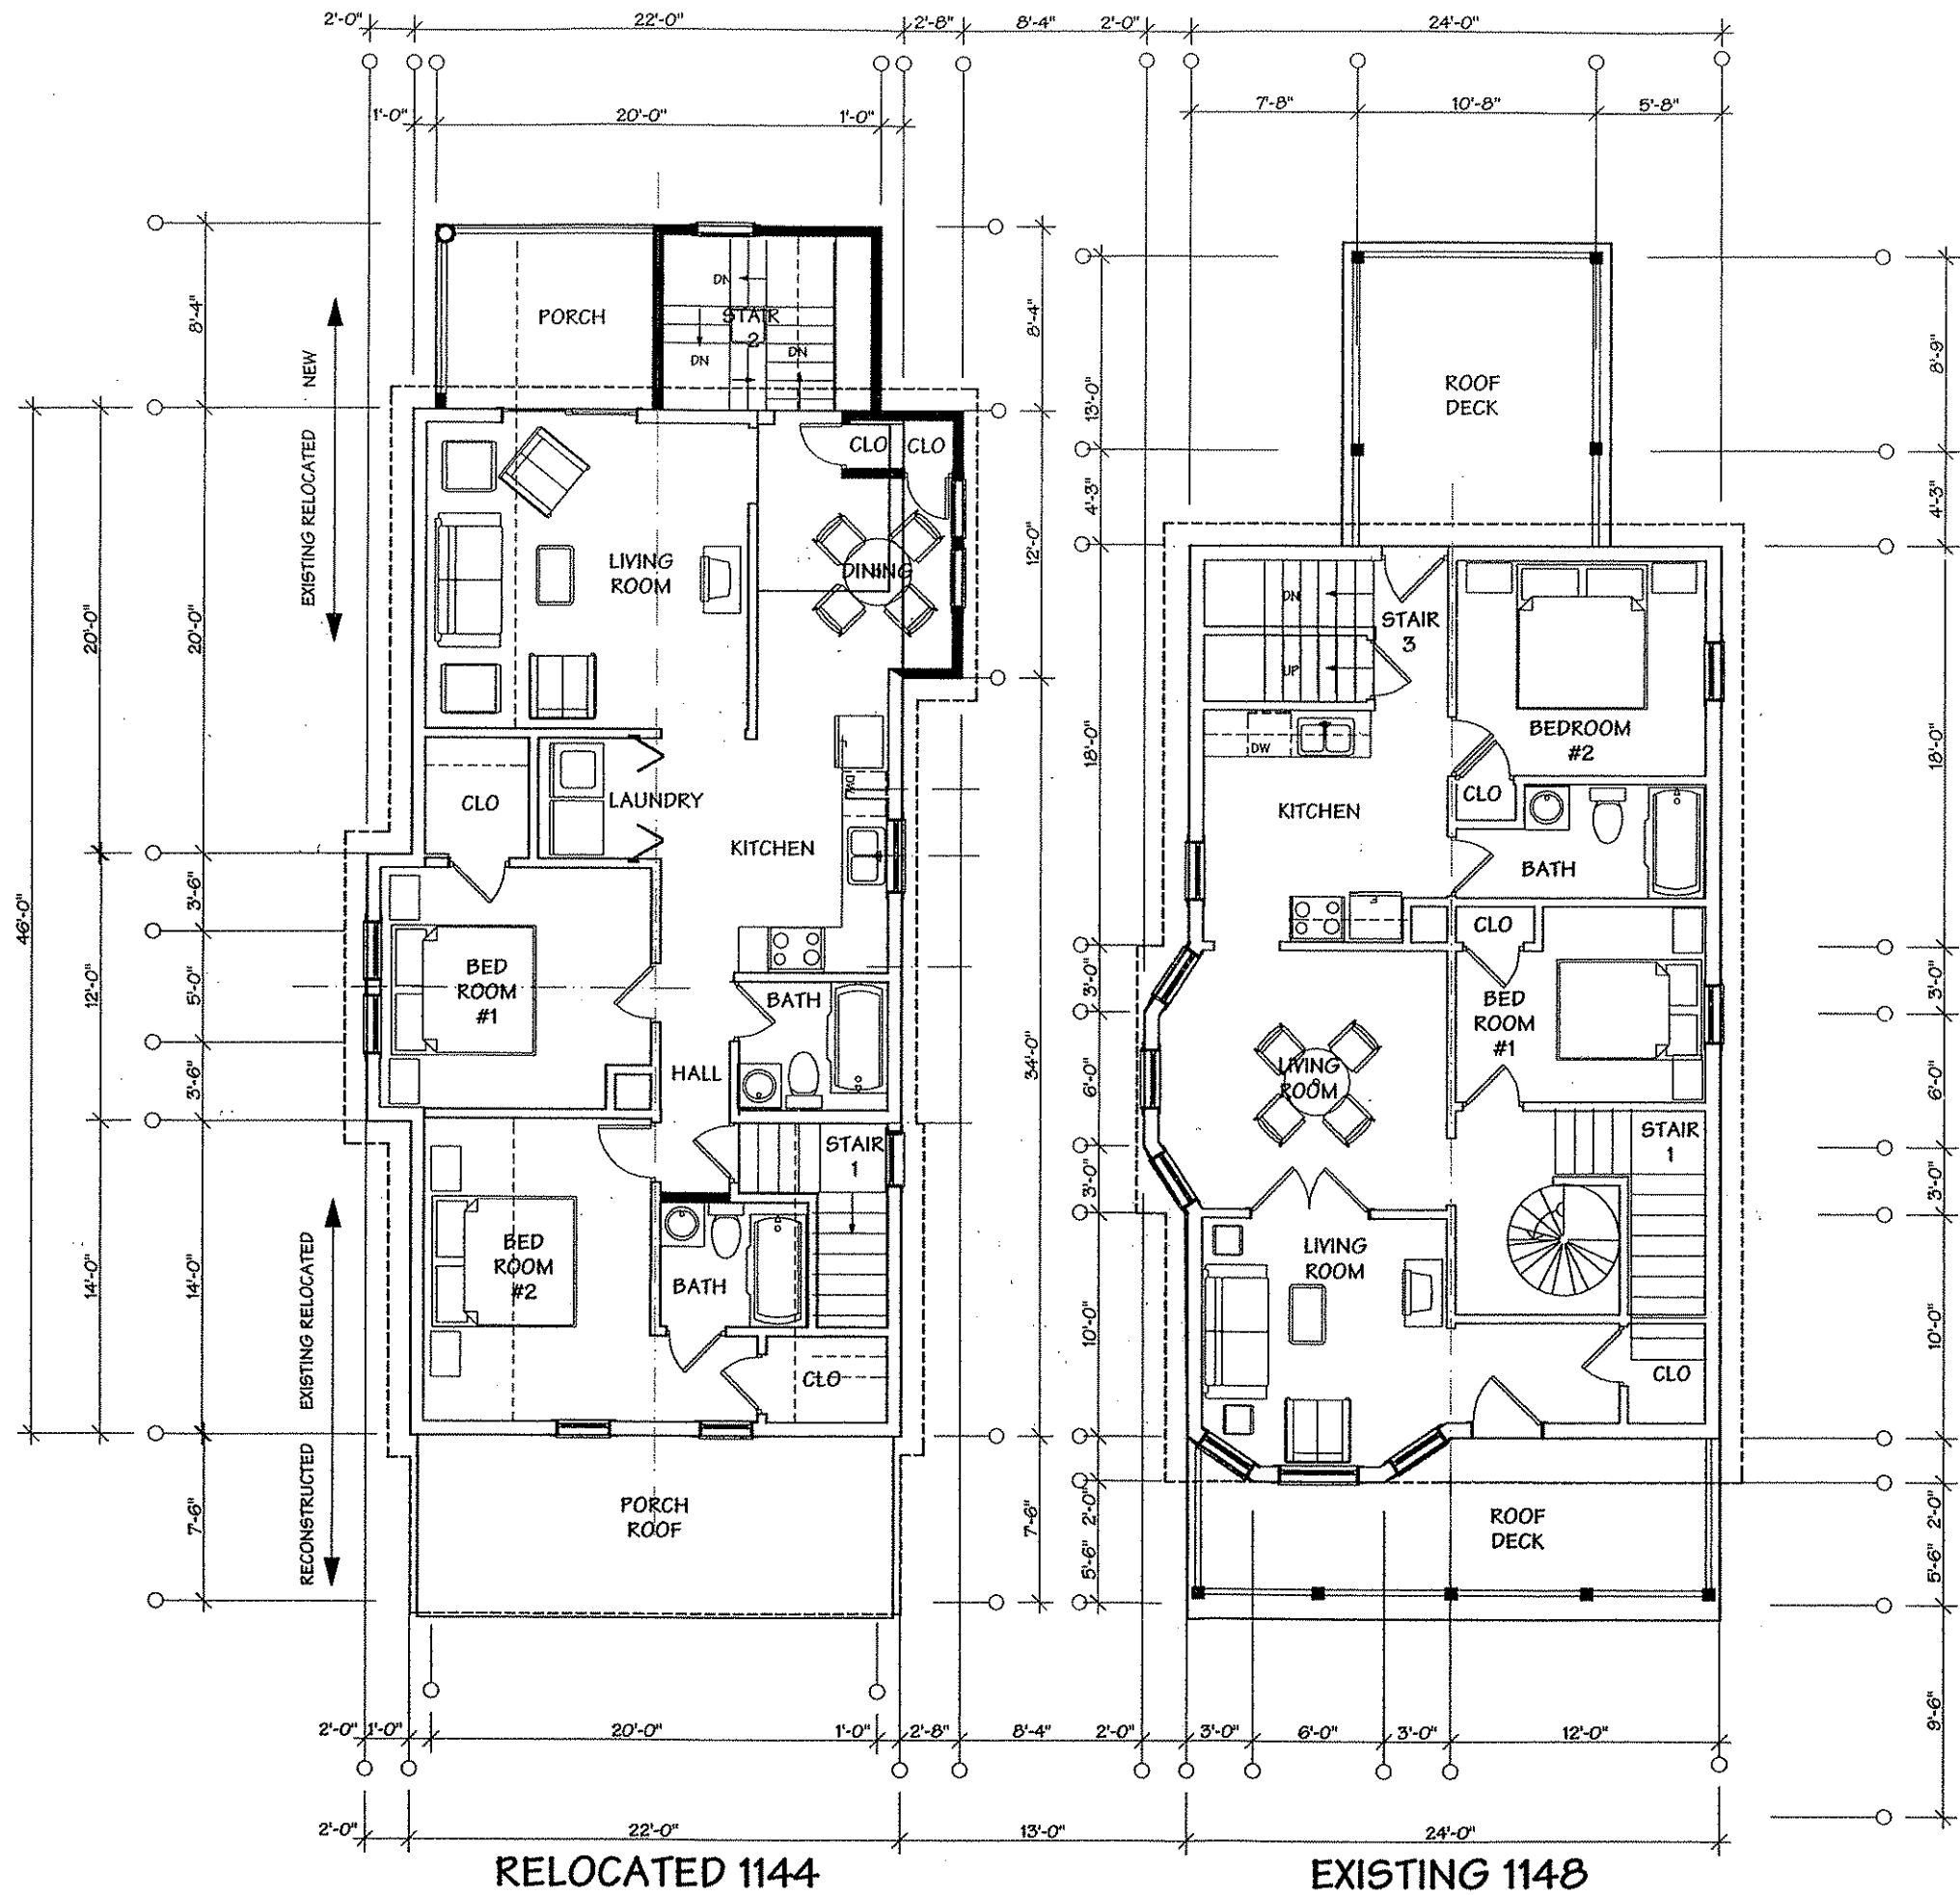 2'-0" 22'-0" 2'-8" 8'-4" 2'-0" 24'-0"
1'-0" 20'-0" 1'-0" 7'-8" 10'-8" 5'-8"
8'-4"
20'-0"
3'-6"
5'-0"
3'-6"
14'-0"
7'-6"
20'-0"
12'-0"
14'-0"
46'-0"
NEW
EXISTING RELOCATED
EXISTING RELOCATED
RECONSTRUCTED
PORCH
DN
STAIR
2
DN
DN
CLO
CLO
LIVING
ROOM
DINING
CLO
LAUNDRY
DW
KITCHEN
BED
ROOM
#1
BATH
HALL
STAIR
1
BED
ROOM
#2
BATH
CLO
PORCH
ROOF
8'-4"
12'-0"
34'-0"
7'-6"
13'-0"
4'-3"
18'-0"
3'-0"
6'-0"
3'-0"
10'-0"
2'-0"
5'-6"
ROOF
DECK
DN
STAIR
3
UP
DW
BEDROOM
#2
CLO
KITCHEN
BATH
CLO
BED
ROOM
#1
LIVING
ROOM
STAIR
1
LIVING
ROOM
CLO
ROOF
DECK
8'-9"
4'-3"
18'-0"
3'-0"
6'-0"
3'-0"
10'-0"
2'-0"
5'-6"
9'-6"
2'-0" 1'-0" 20'-0" 1'-0" 2'-8" 8'-4" 2'-0" 3'-0" 6'-0" 3'-0" 12'-0"
2'-0" 22'-0" 13'-0" 24'-0"
RELOCATED 1144
EXISTING 1148